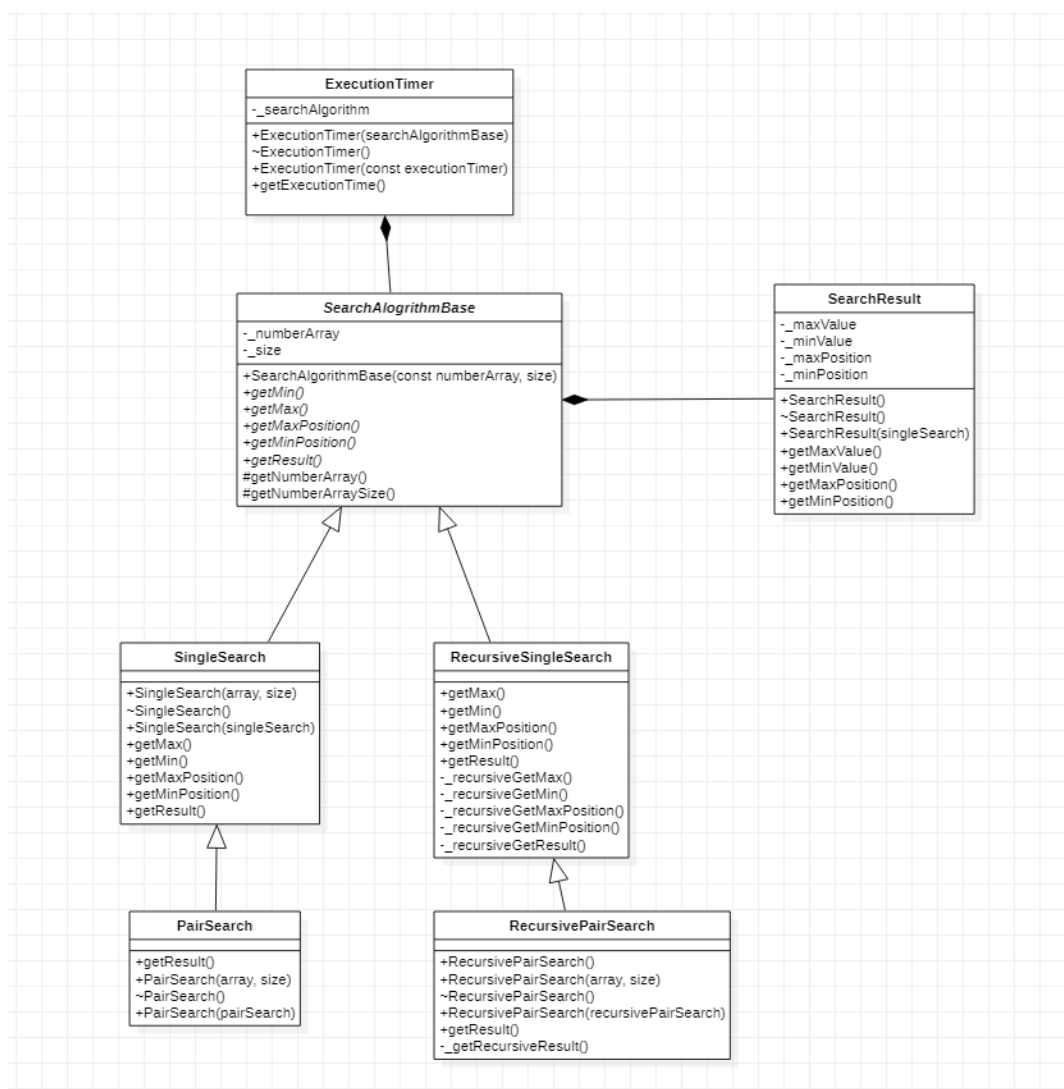 ExecutionTimer
-_searchAlgorithm
+ExecutionTimer(searchAlgorithmBase)
~ExecutionTimer()
+ExecutionTimer(const executionTimer)
+getExecutionTime()
SearchAlogrithmBase
-_numberArray
-_size
+SearchAlgorithmBase(const numberArray, size)
+getMin()
+getMax()
+getMaxPosition()
+getMinPosition()
+getResult()
#getNumberArray()
#getNumberArraySize()
SearchResult
-_maxValue
-_minValue
-_maxPosition
-_minPosition
+SearchResult()
~SearchResult()
+SearchResult(singleSearch)
+getMaxValue()
+getMinValue()
+getMaxPosition()
+getMinPosition()
SingleSearch
+SingleSearch(array, size)
~SingleSearch()
+SingleSearch(singleSearch)
+getMax()
+getMin()
+getMaxPosition()
+getMinPosition()
+getResult()
RecursiveSingleSearch
+getMax()
+getMin()
+getMaxPosition()
+getMinPosition()
+getResult()
-_recursiveGetMax()
-_recursiveGetMin()
-_recursiveGetMaxPosition()
-_recursiveGetMinPosition()
-_recursiveGetResult()
PairSearch
+getResult()
+PairSearch(array, size)
~PairSearch()
+PairSearch(pairSearch)
RecursivePairSearch
+RecursivePairSearch()
+RecursivePairSearch(array, size)
~RecursivePairSearch()
+RecursivePairSearch(recursivePairSearch)
+getResult()
-_getRecursiveResult()